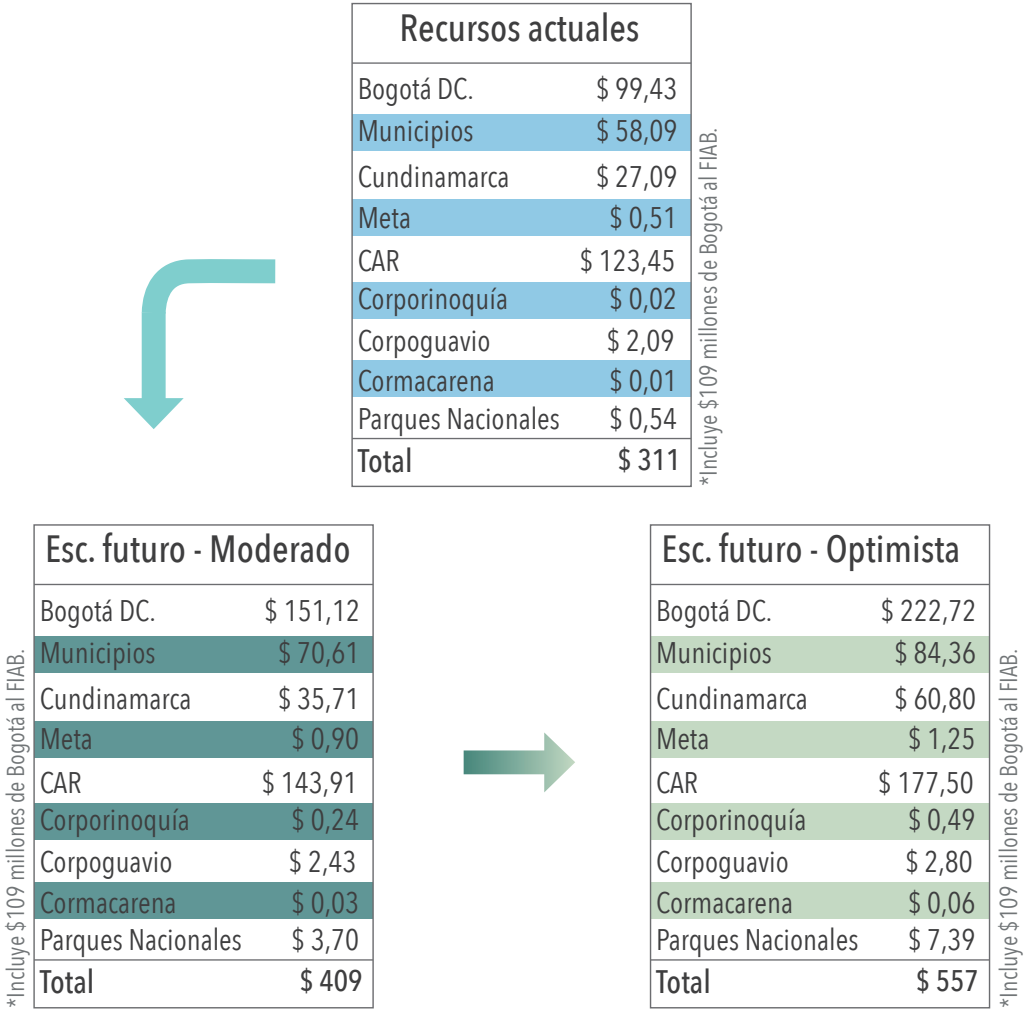 Recursos actuales
Bogotá DC. $ 99,43
Municipios $ 58,09
Cundinamarca $ 27,09
Meta $ 0,51
CAR $ 123,45
Corporinoquía $ 0,02
Corpoguavio $ 2,09
Cormacarena $ 0,01
Parques Nacionales $ 0,54
Total $ 311
*Incluye $109 millones de Bogotá al FIAB.
Esc. futuro - Moderado
Bogotá DC. $ 151,12
Municipios $ 70,61
Cundinamarca $ 35,71
Meta $ 0,90
CAR $ 143,91
Corporinoquía $ 0,24
Corpoguavio $ 2,43
Cormacarena $ 0,03
Parques Nacionales $ 3,70
Total $ 409
*Incluye $109 millones de Bogotá al FIAB.
Esc. futuro - Optimista
Bogotá DC. $ 222,72
Municipios $ 84,36
Cundinamarca $ 60,80
Meta $ 1,25
CAR $ 177,50
Corporinoquía $ 0,49
Corpoguavio $ 2,80
Cormacarena $ 0,06
Parques Nacionales $ 7,39
Total $ 557
*Incluye $109 millones de Bogotá al FIAB.